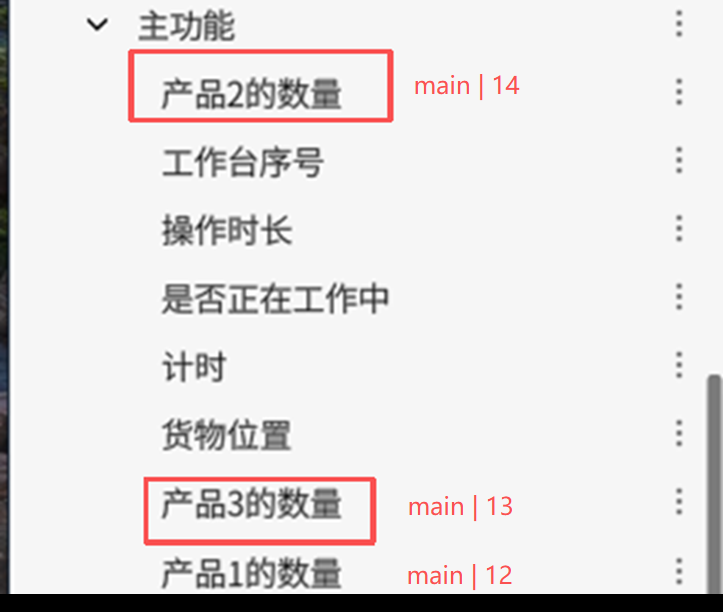 主功能
产品2的数量 main | 14
工作台序号
操作时长
是否正在工作中
计时
货物位置
产品3的数量 main | 13
产品1的数量 main | 12